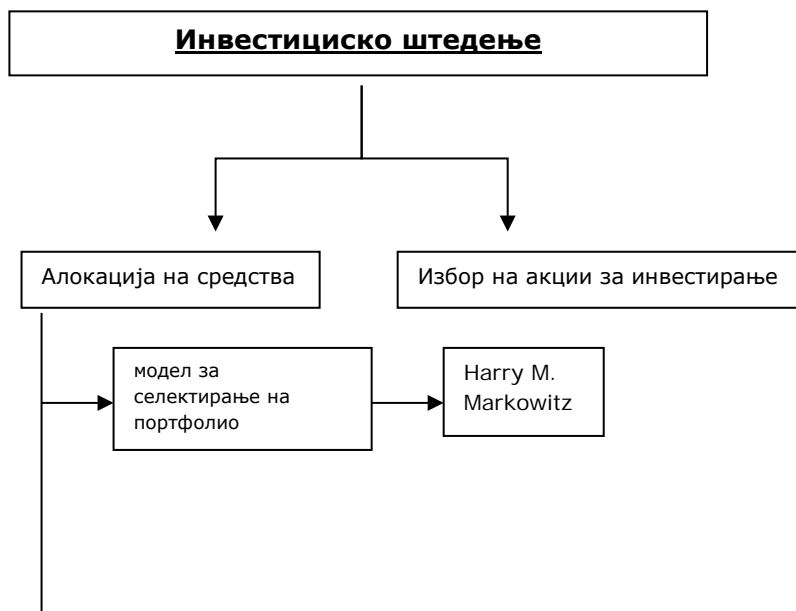 Инвестициско штедење
Алокација на средства
Избор на акции за инвестирање
модел за
селектирање на
портфолио
Harry M.
Markowitz